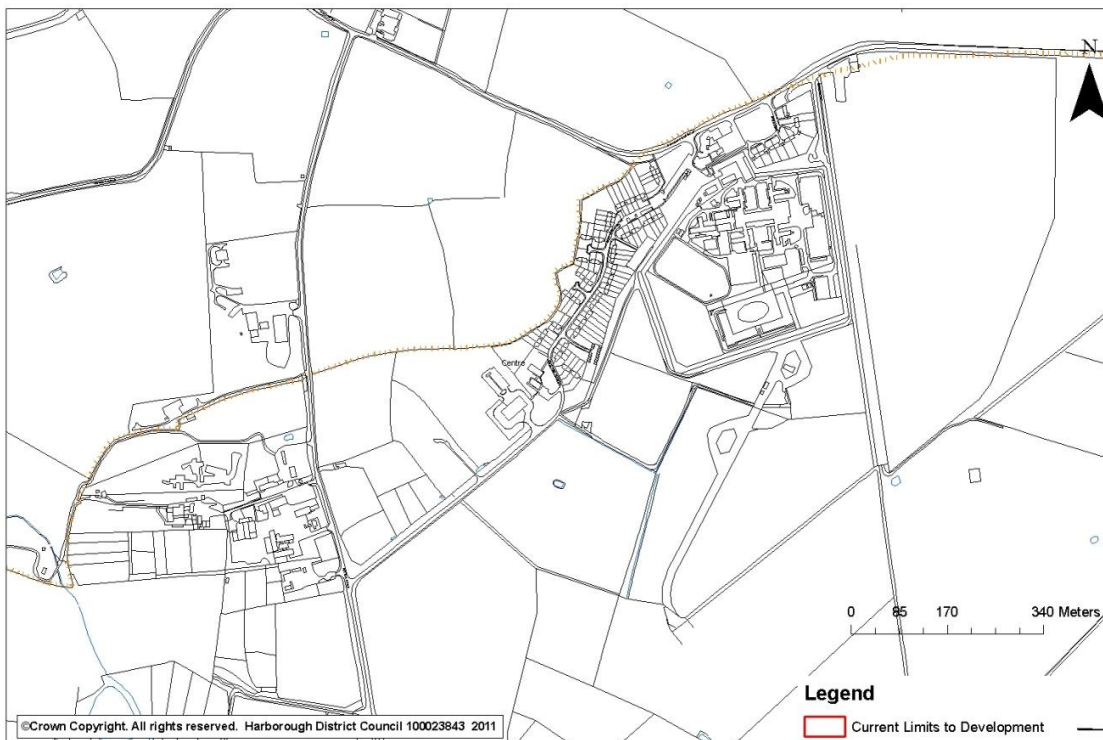 N
Centre
0 85 170 340 Meters
Legend
Current Limits to Development
©Crown Copyright. All rights reserved. Harborough District Council 100023843 2011